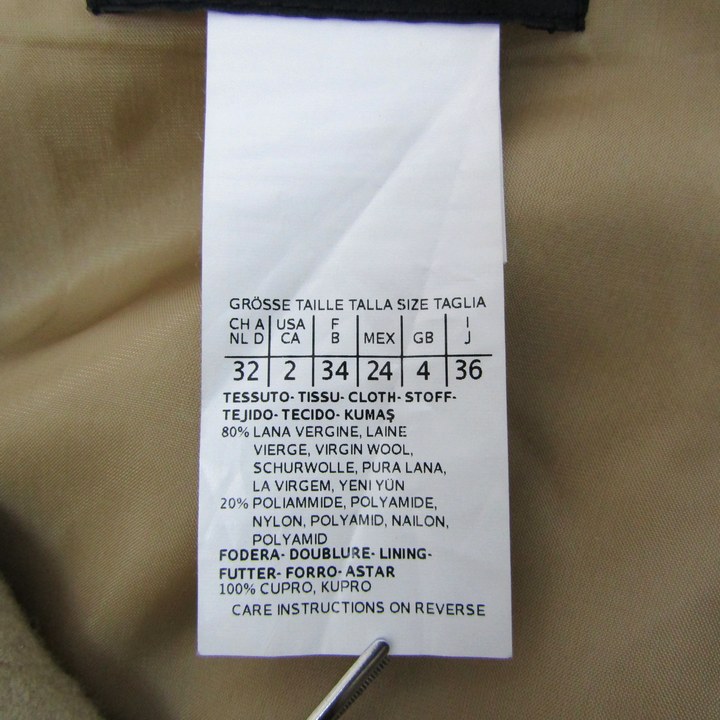 GRÖSSE TAILLE TALLA SIZE TAGLIA
CH A USA F I
NL D CA B MEX GB J
32 2 34 24 4 36
TESSUTO- TISSU- CLOTH- STOFF-
TEJIDO- TECIDO- KUMAŞ
80% LANA VERGINE, LAINE
VIERGE, VIRGIN WOOL,
SCHURWOLLE, PURA LANA,
LA VIRGEM, YENI YÜN
20% POLIAMMIDE, POLYAMIDE,
NYLON, POLYAMID, NAILON,
POLYAMID
FODERA- DOUBLURE- LINING-
FUTTER- FORRO- ASTAR
100% CUPRO, KUPRO
CARE INSTRUCTIONS ON REVERSE